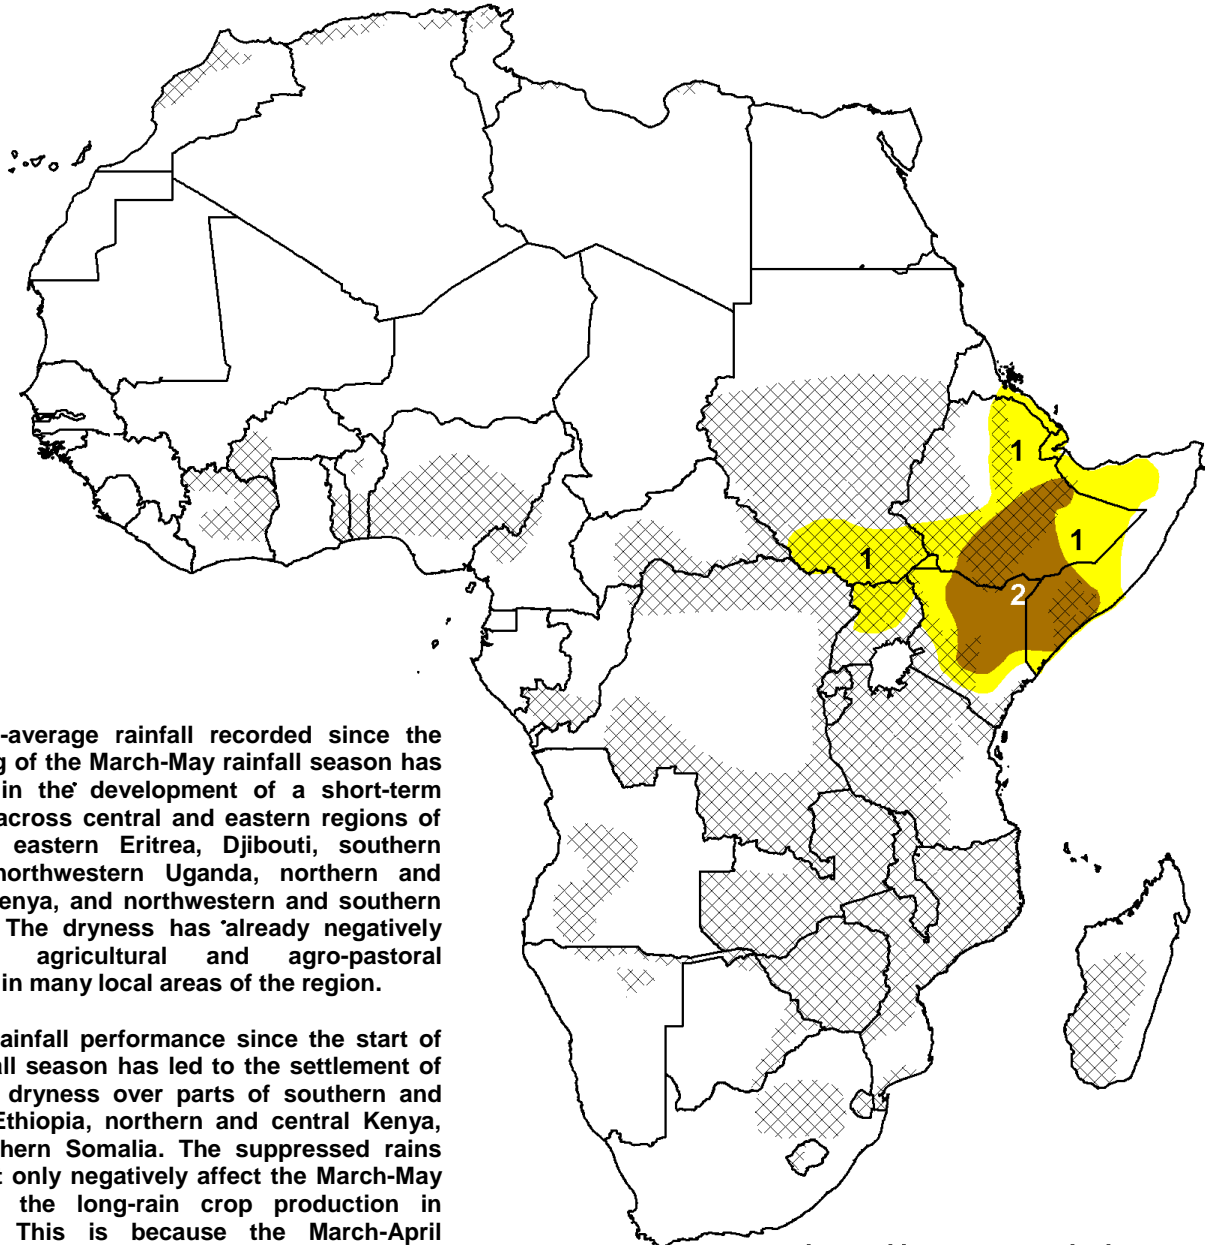 -average rainfall recorded since the
g of the March-May rainfall season has
in the development of a short-term
across central and eastern regions of
eastern Eritrea, Djibouti, southern
northwestern Uganda, northern and
enya, and northwestern and southern
The dryness has already negatively
agricultural and agro-pastoral
in many local areas of the region.
ainfall performance since the start of
all season has led to the settlement of
dryness over parts of southern and
Ethiopia, northern and central Kenya,
hern Somalia. The suppressed rains
t only negatively affect the March-May
the long-rain crop production in
This is because the March-April
1
1
1
2